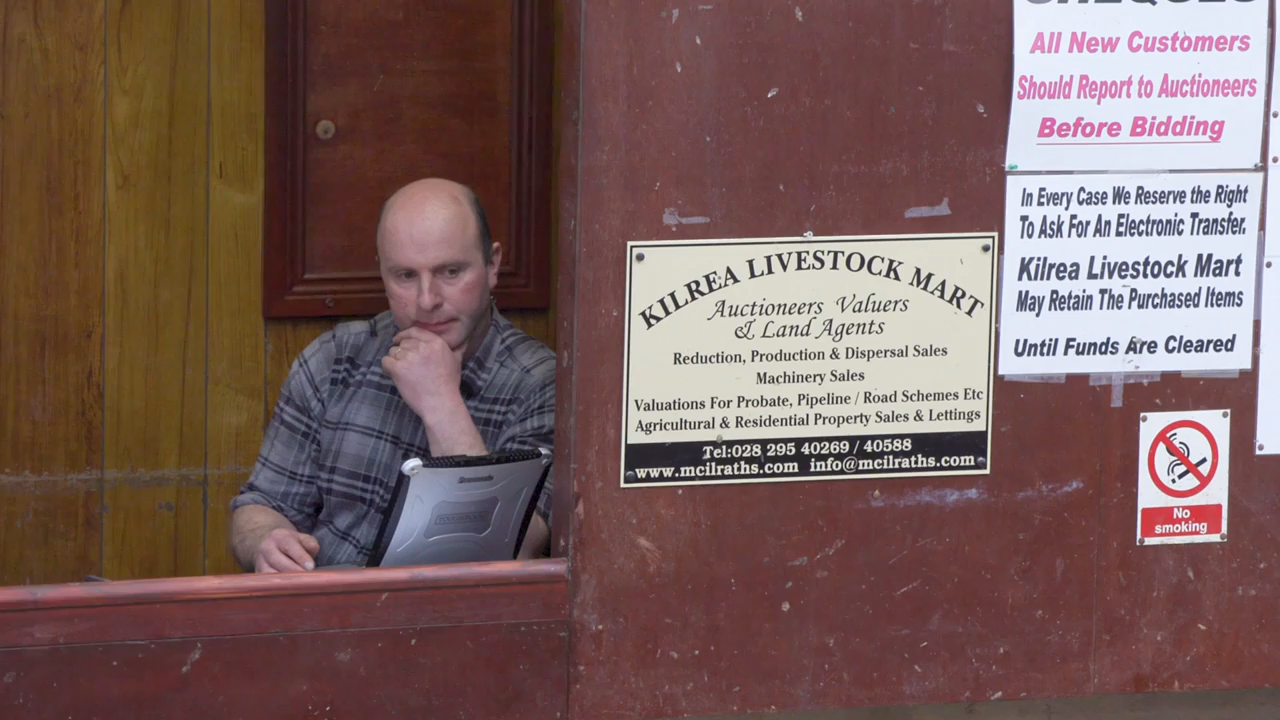 CHEQUES
All New Customers
Should Report to Auctioneers
Before Bidding
In Every Case We Reserve the Right
To Ask For An Electronic Transfer.
Kilrea Livestock Mart
May Retain The Purchased Items
Until Funds Are Cleared
KILREA LIVESTOCK MART
Auctioneers Valuers
& Land Agents
Reduction, Production & Dispersal Sales
Machinery Sales
Valuations For Probate, Pipeline / Road Schemes Etc
Agricultural & Residential Property Sales & Lettings
Tel:028 295 40269 / 40588
www.mcilraths.com info@mcilraths.com
No
smoking
Panasonic
TOUGHBOOK